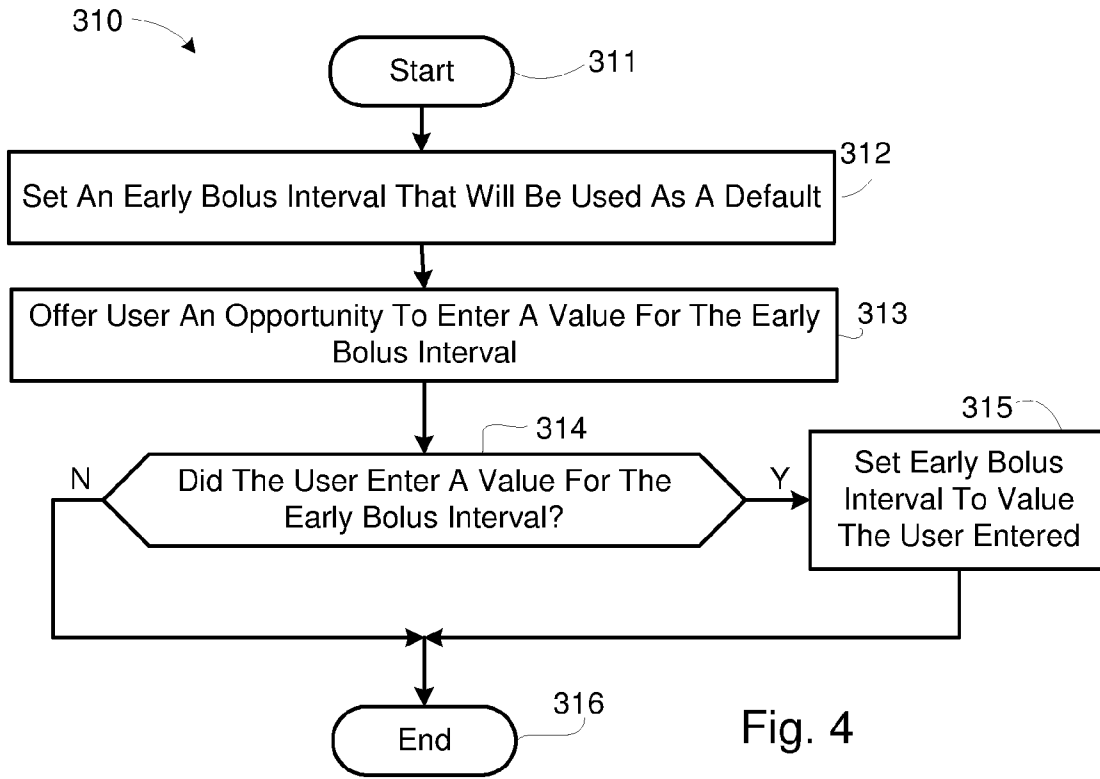 310
Start
311
312
Set An Early Bolus Interval That Will Be Used As A Default
Offer User An Opportunity To Enter A Value For The Early
Bolus Interval
313
314
315
N
Did The User Enter A Value For The
Early Bolus Interval?
Y
Set Early Bolus
Interval To Value
The User Entered
End
316
Fig. 4